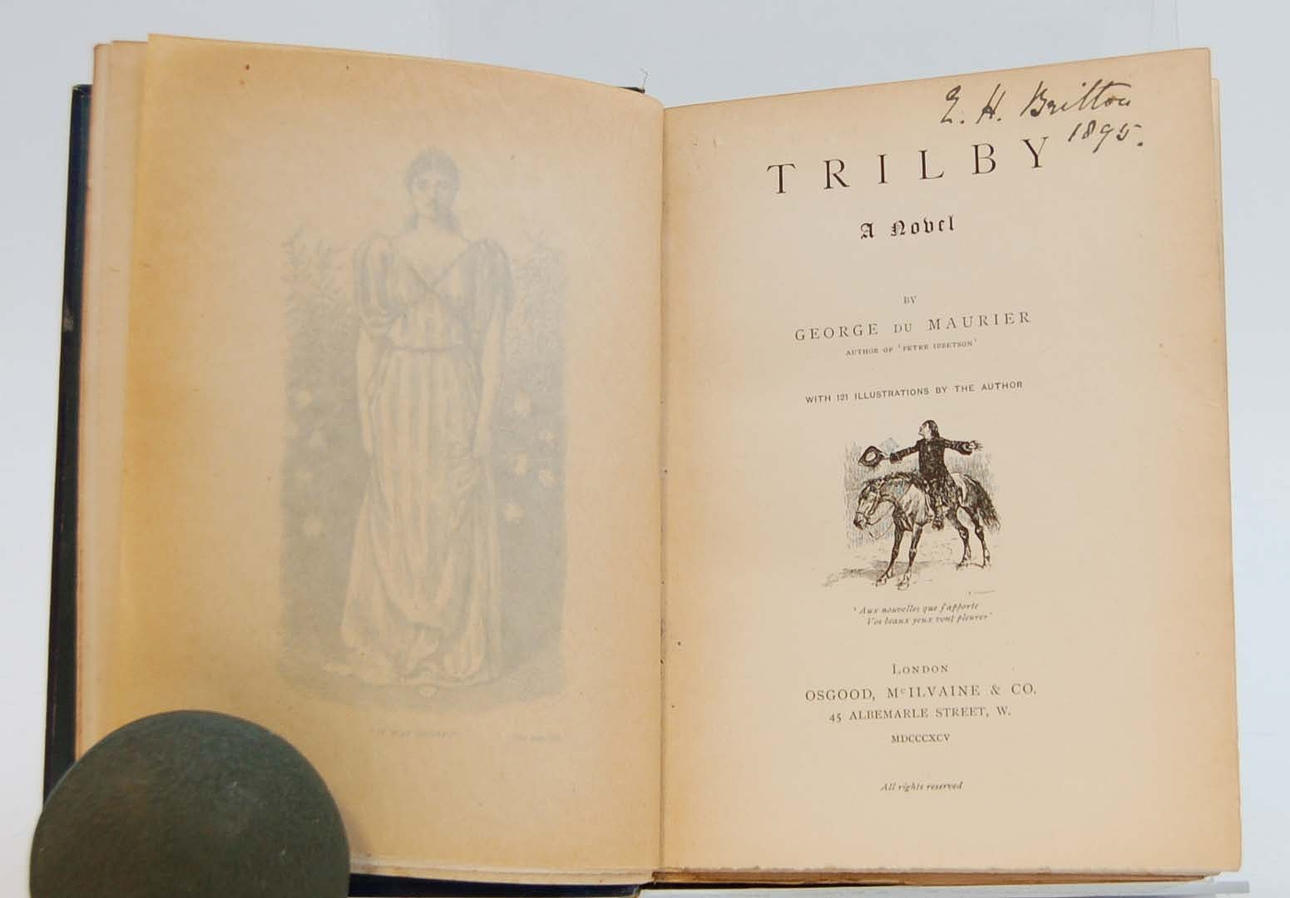 E. H. Britton
1895.
TRILBY
A Novel
BY
GEORGE DU MAURIER
AUTHOR OF 'PETER IBBETSON'
WITH 121 ILLUSTRATIONS BY THE AUTHOR
'Aux nouvelles que j'apporte
Vos beaux yeux vont pleurer'
LONDON
OSGOOD, McILVAINE & CO.
45 ALBEMARLE STREET, W.
MDCCCXCV
All rights reserved